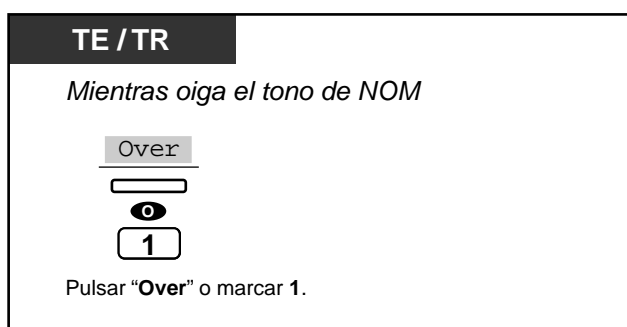 TE / TR
Mientras oiga el tono de NOM
Over
O
1
Pulsar “Over” o marcar 1.